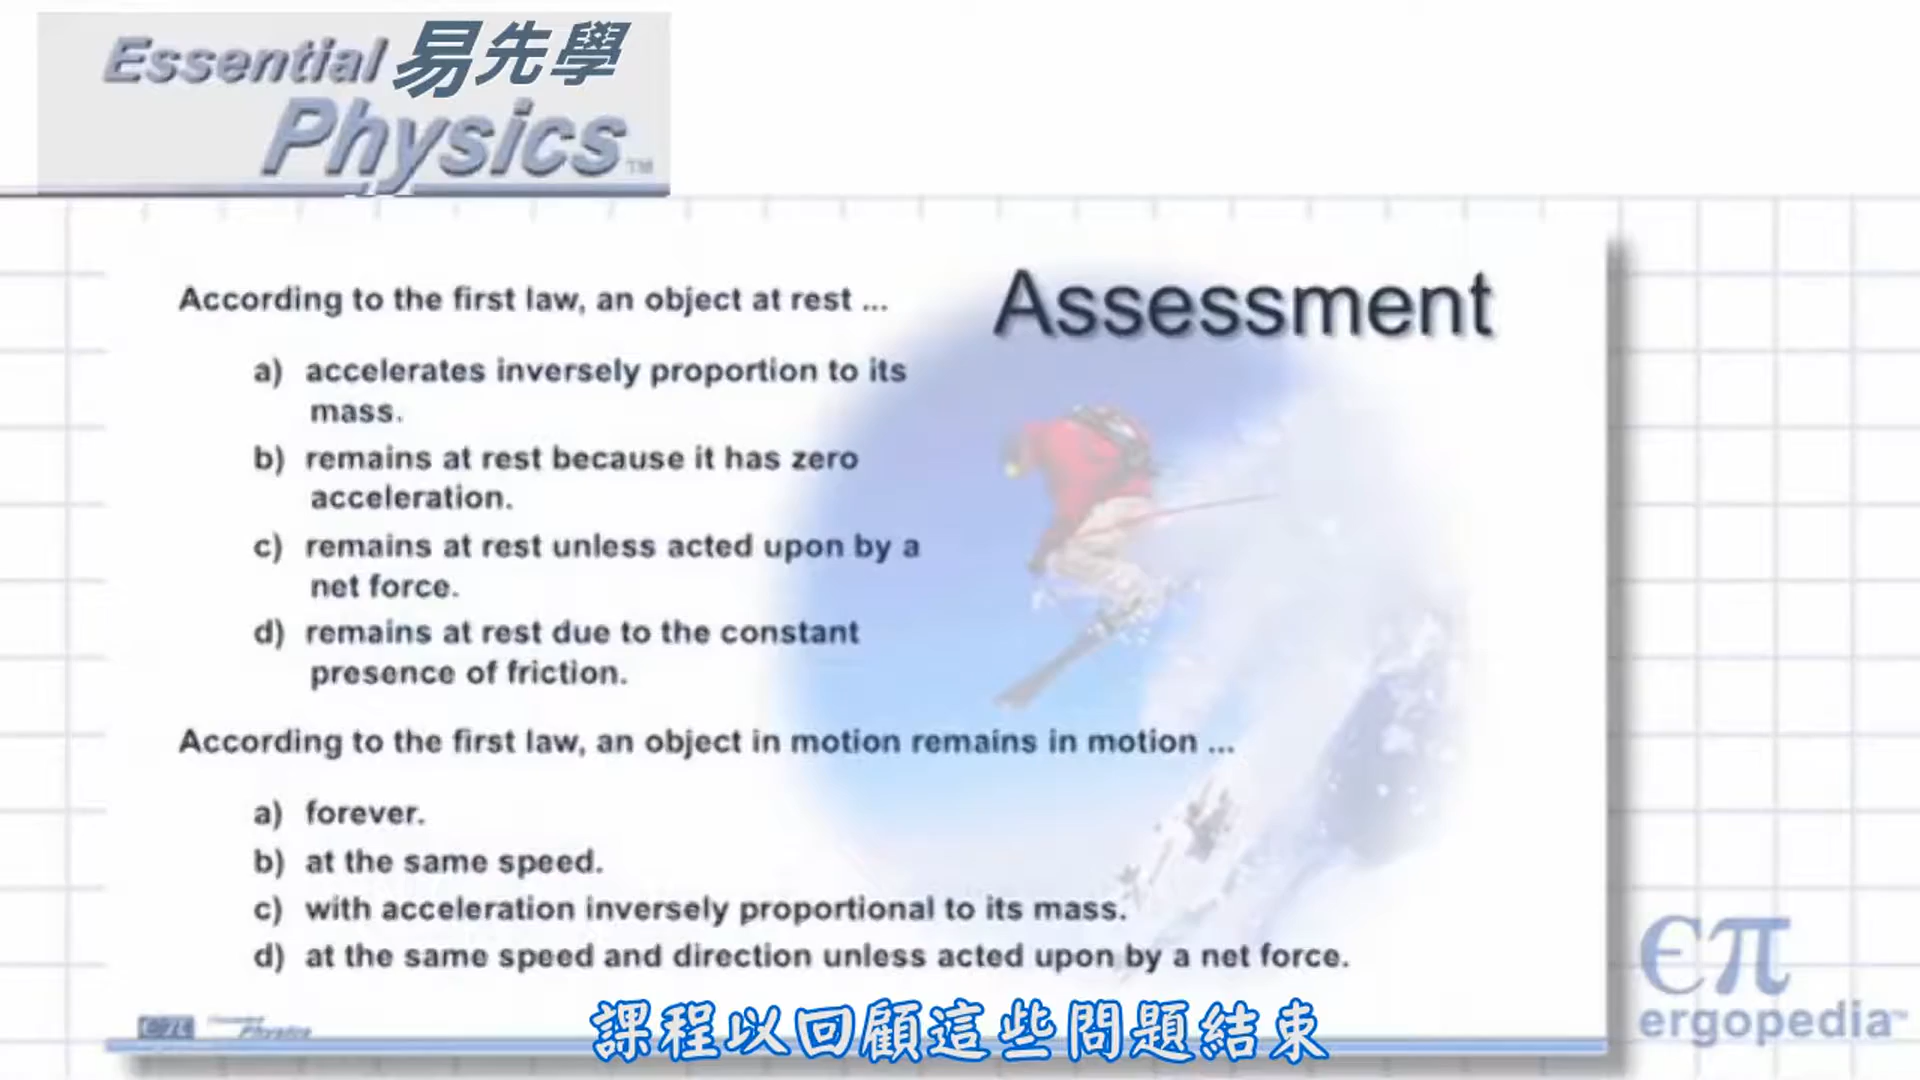 Essential 易先學
Physics™
Assessment
According to the first law, an object at rest ...
a) accelerates inversely proportion to its
mass.
b) remains at rest because it has zero
acceleration.
c) remains at rest unless acted upon by a
net force.
d) remains at rest due to the constant
presence of friction.
According to the first law, an object in motion remains in motion ...
a) forever.
b) at the same speed.
c) with acceleration inversely proportional to its mass.
d) at the same speed and direction unless acted upon by a net force.
єπ
ergopedia™
Physics
課程以回顧這些問題結束